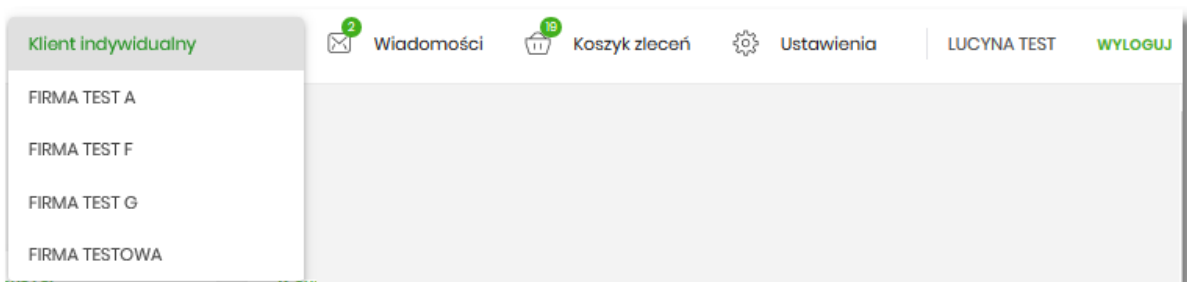 Klient indywidualny 2 Wiadomości 19 Koszyk zleceń Ustawienia LUCYNA TEST WYLOGUJ
FIRMA TEST A
FIRMA TEST F
FIRMA TEST G
FIRMA TESTOWA